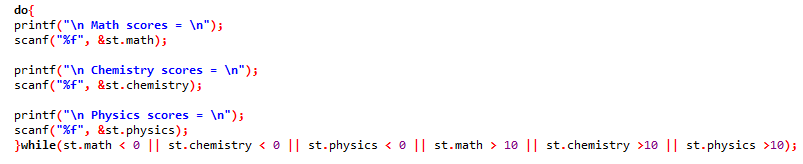 do{
printf("\n Math scores = \n");
scanf("%f", &st.math);
printf("\n Chemistry scores = \n");
scanf("%f", &st.chemistry);
printf("\n Physics scores = \n");
scanf("%f", &st.physics);
}while(st.math < 0 || st.chemistry < 0 || st.physics < 0 || st.math > 10 || st.chemistry >10 || st.physics >10);